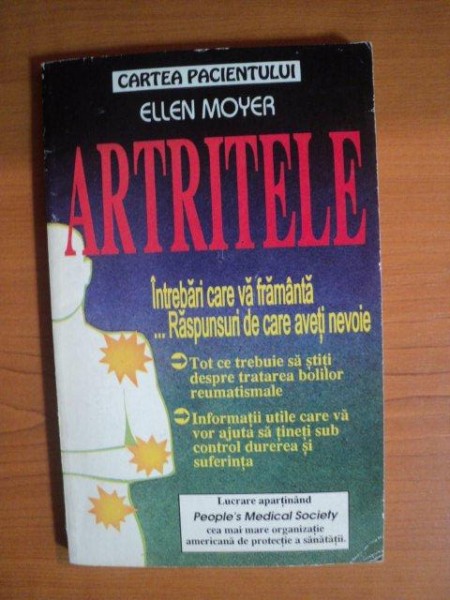 CARTEA PACIENTULUI
ELLEN MOYER
ARTRITELE
Întrebări care vă frământă
... Răspunsuri de care aveți nevoie
Tot ce trebuie să știți
despre tratarea bolilor
reumatismale
Informații utile care vă
vor ajuta să țineți sub
control durerea și
suferința
Lucrare aparținând
People's Medical Society
cea mai mare organizație
americană de protecție a sănătății.